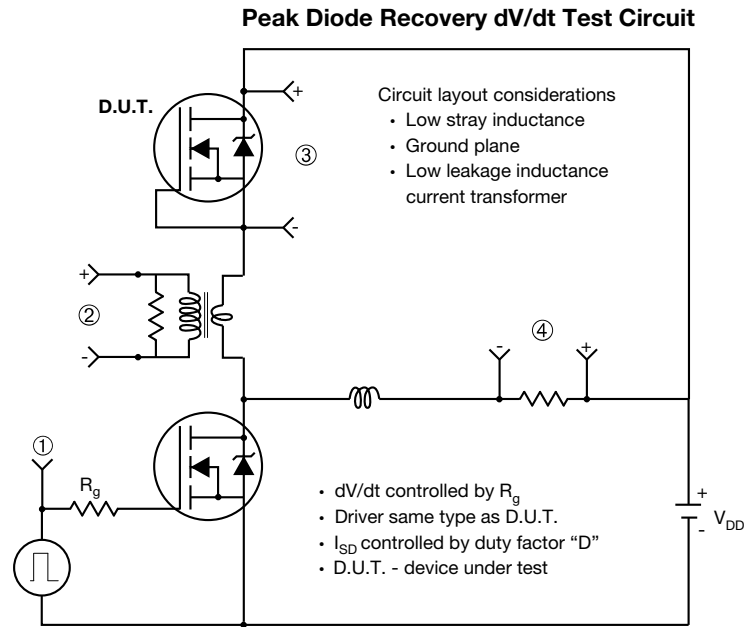 Peak Diode Recovery dV/dt Test Circuit
D.U.T.
+
③
-
Circuit layout considerations
• Low stray inductance
• Ground plane
• Low leakage inductance
current transformer
+
②
-
④
- +
①
Rg
• dV/dt controlled by Rg
• Driver same type as D.U.T.
• ISD controlled by duty factor “D”
• D.U.T. - device under test
+
VDD
-